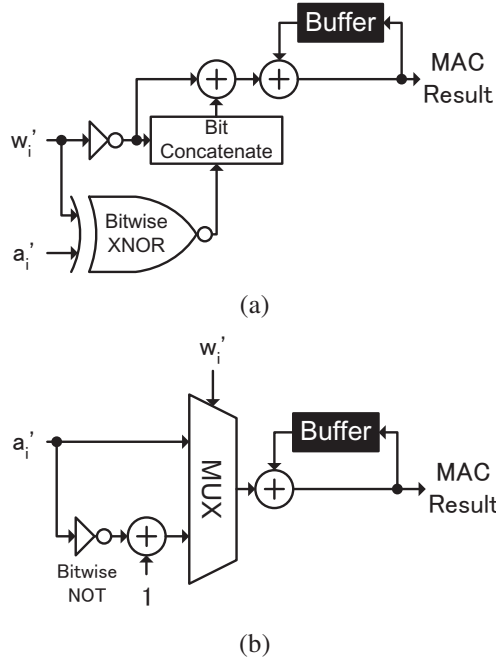 Buffer
MAC
Result
+
+
w_i'
Bit
Concatenate
Bitwise
XNOR
a_i'
(a)
w_i'
a_i'
MUX
Buffer
+
MAC
Result
+
Bitwise
NOT
1
(b)